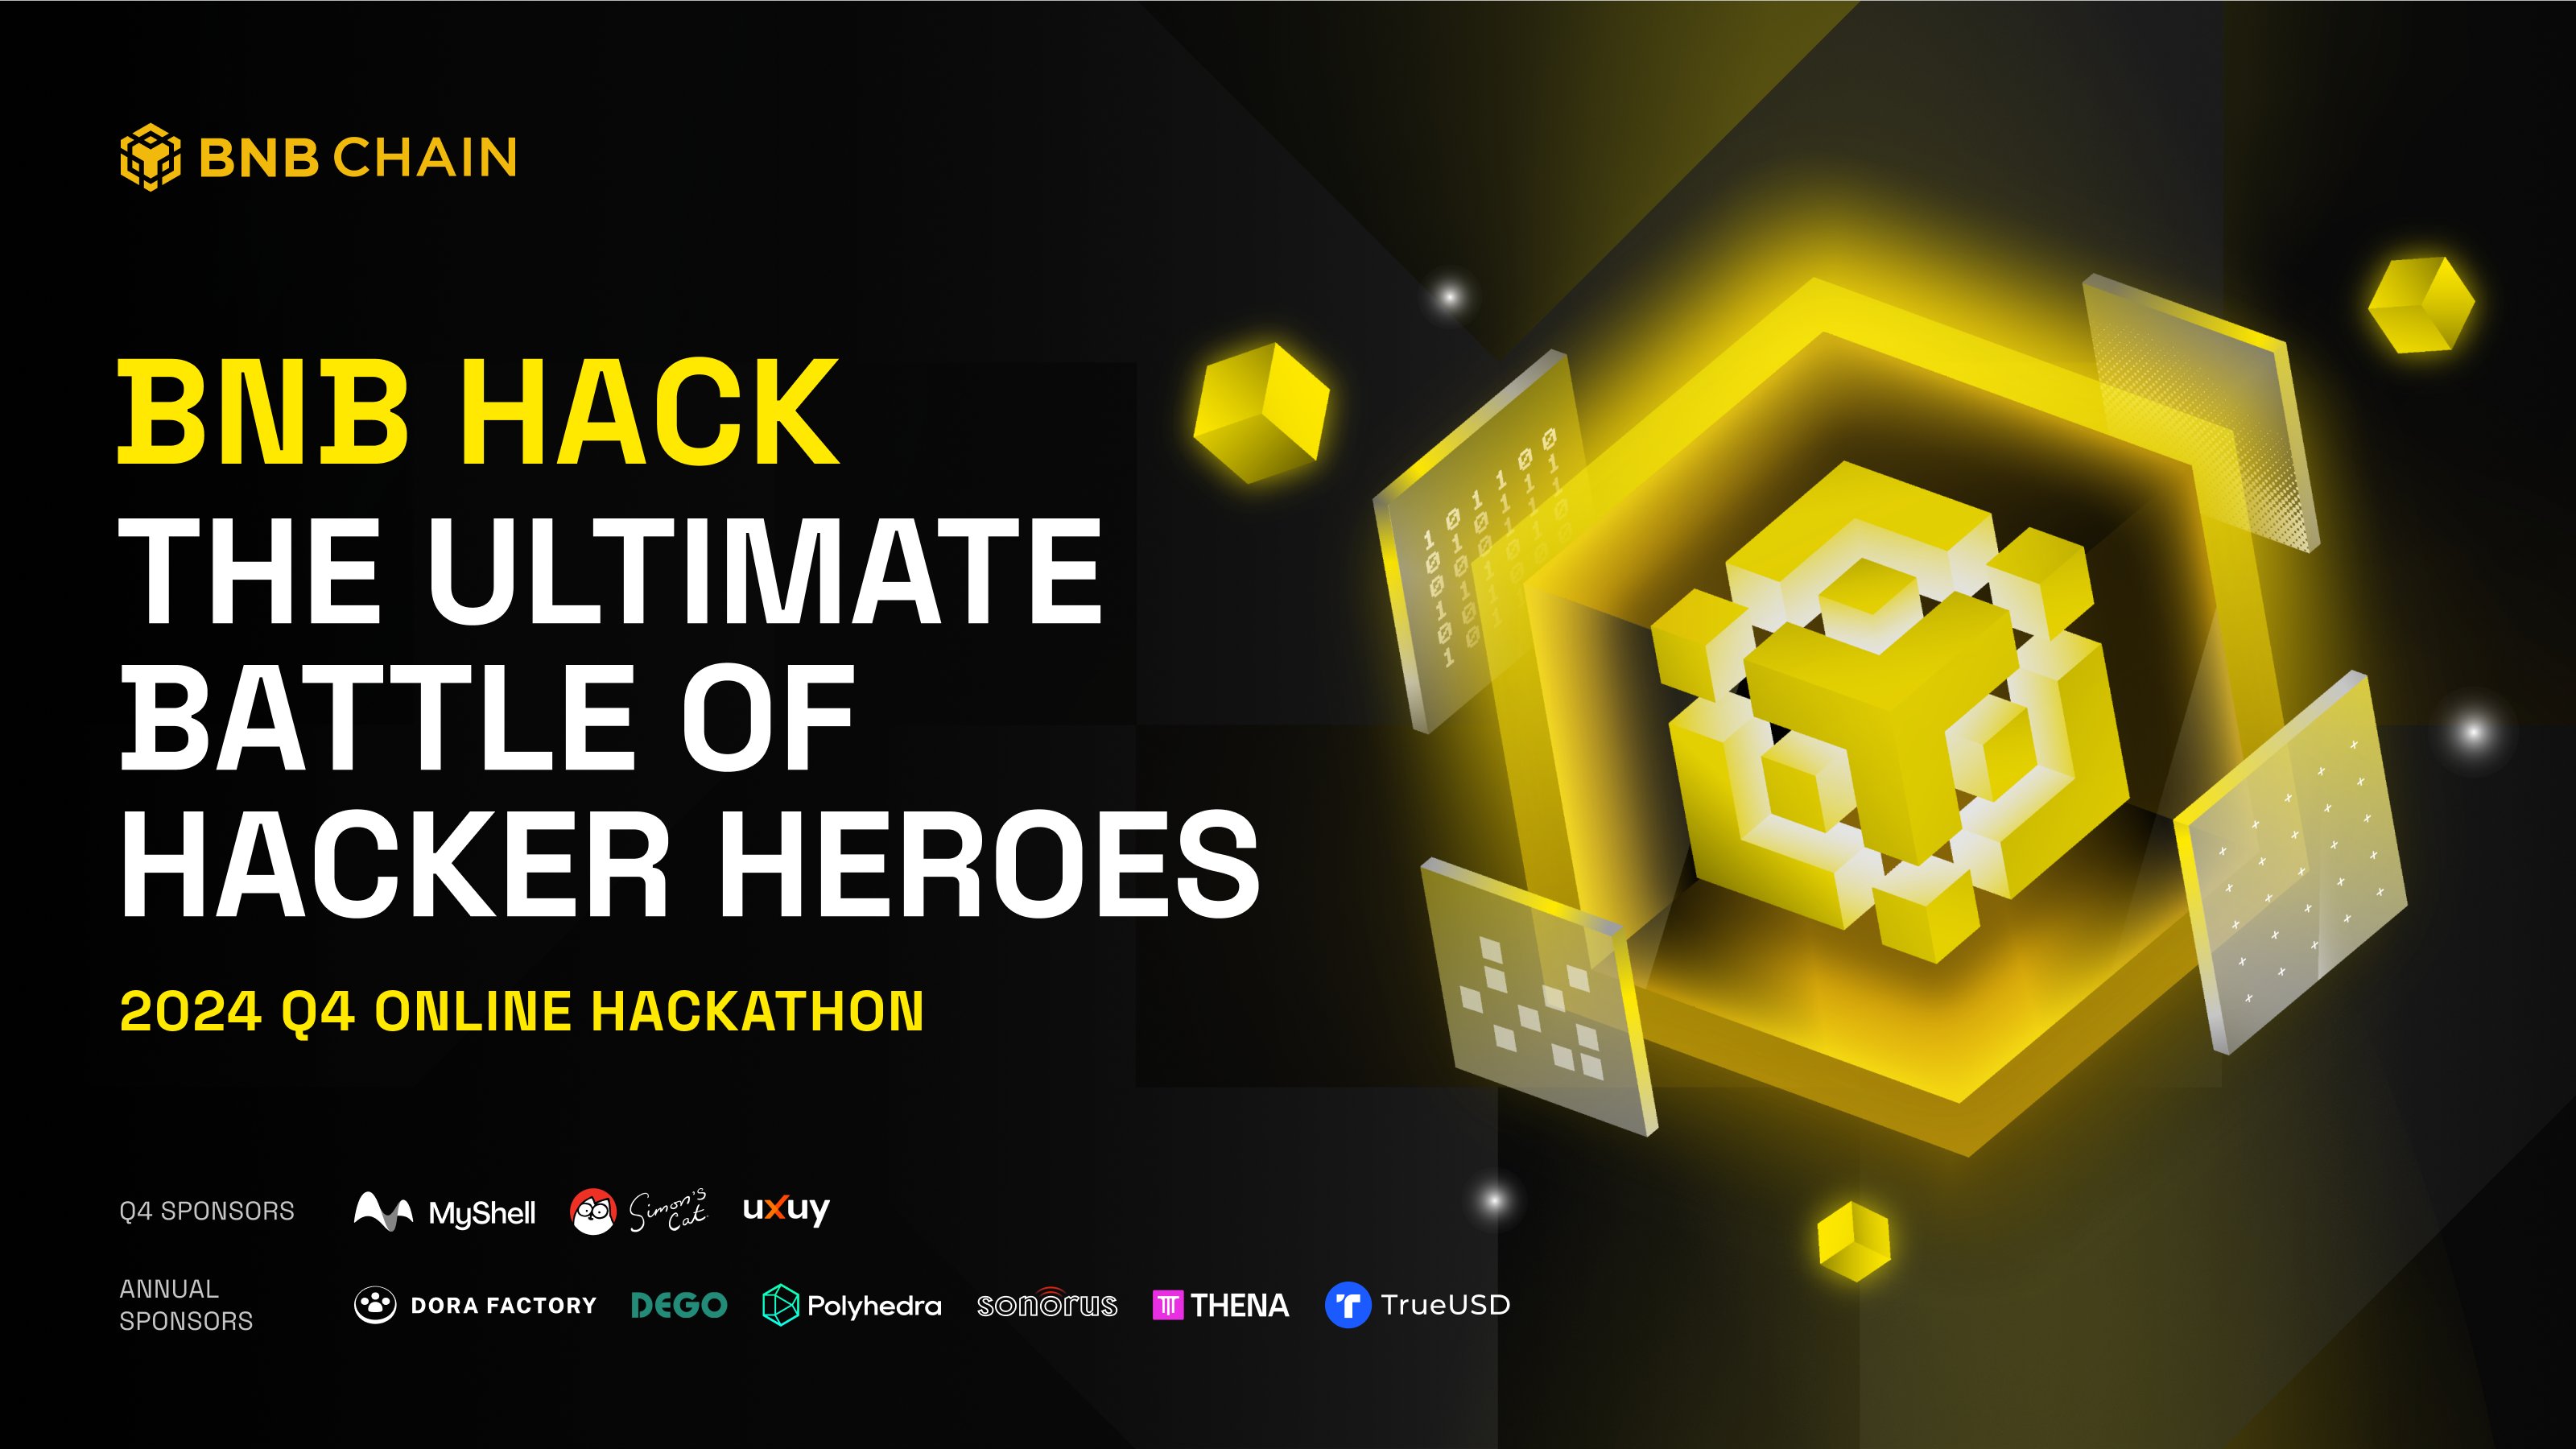 BNB CHAIN
BNB HACK
THE ULTIMATE
BATTLE OF
HACKER HEROES
2024 Q4 ONLINE HACKATHON
Q4 SPONSORS
MyShell
Simon's
Cat
uxuy
ANNUAL
SPONSORS
DORA FACTORY
DEGO
Polyhedra
sonorus
THENA
TrueUSD